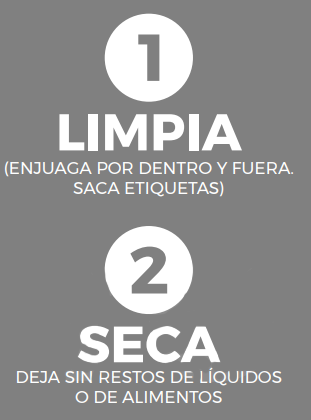 1
LIMPIA
(ENJUAGA POR DENTRO Y FUERA.
SACA ETIQUETAS)
2
SECA
DEJA SIN RESTOS DE LÍQUIDOS
O DE ALIMENTOS